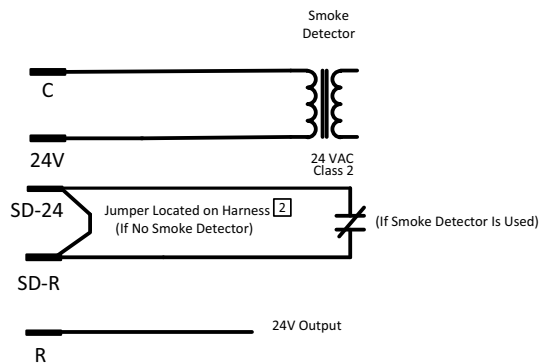 Smoke
Detector
C
24V
24 VAC
Class 2
SD-24
Jumper Located on Harness 2
(If No Smoke Detector)
(If Smoke Detector Is Used)
SD-R
24V Output
R